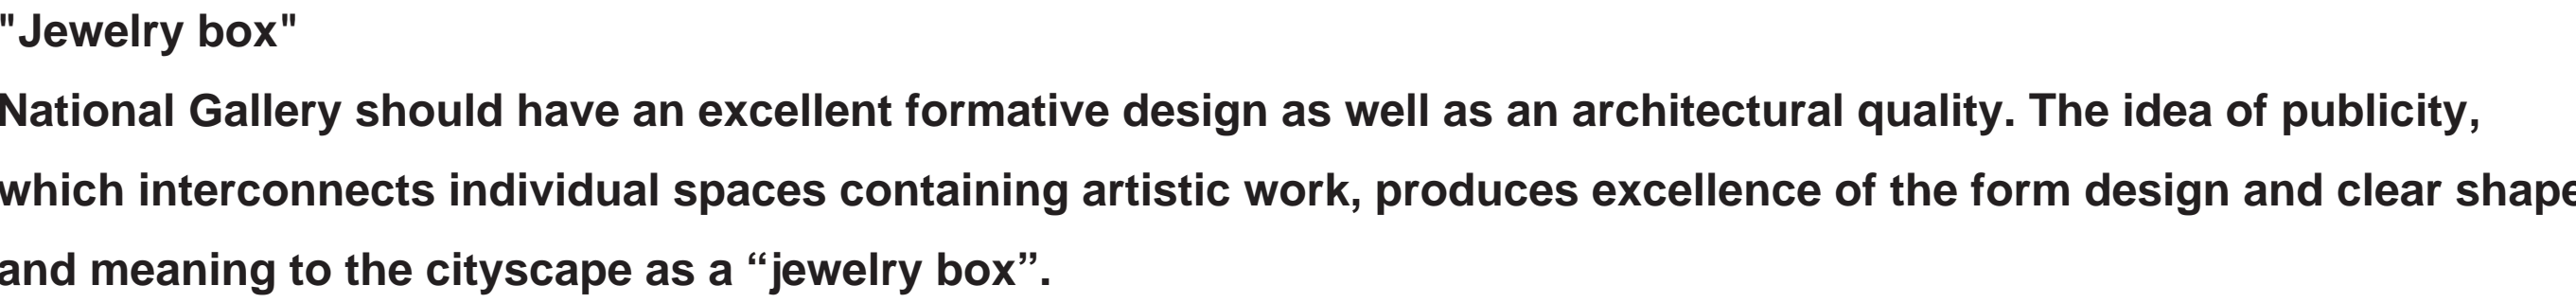 "Jewelry box"
National Gallery should have an excellent formative design as well as an architectural quality. The idea of publicity,
which interconnects individual spaces containing artistic work, produces excellence of the form design and clear shape
and meaning to the cityscape as a “jewelry box”.